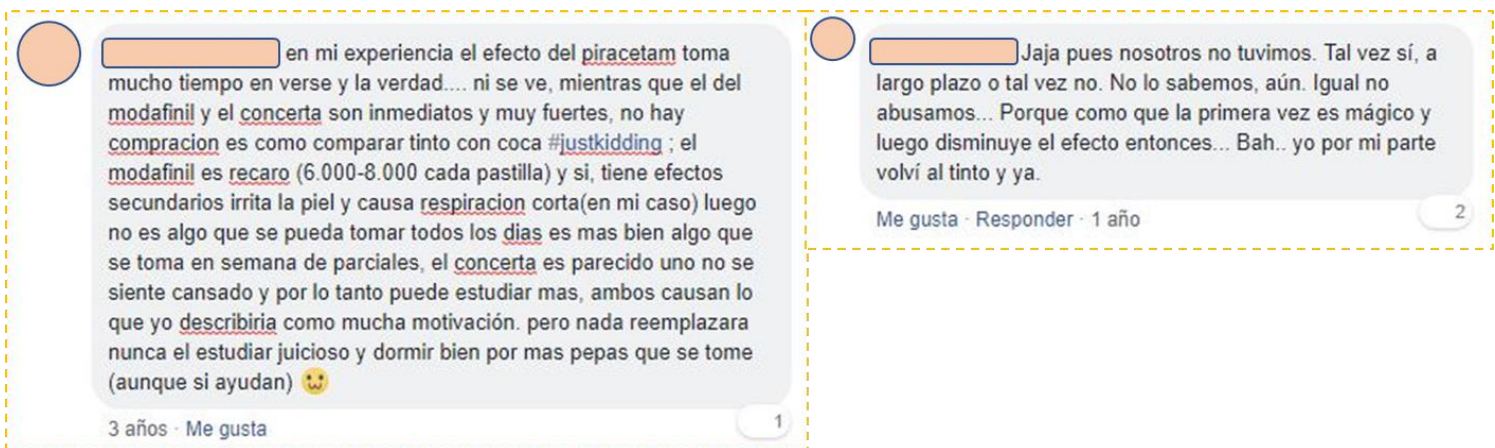 en mi experiencia el efecto del piracetam toma
mucho tiempo en verse y la verdad.... ni se ve, mientras que el del
modafinil y el concerta son inmediatos y muy fuertes, no hay
compracion es como comparar tinto con coca #justkidding ; el
modafinil es recaro (6.000-8.000 cada pastilla) y si, tiene efectos
secundarios irrita la piel y causa respiracion corta(en mi caso) luego
no es algo que se pueda tomar todos los dias es mas bien algo que
se toma en semana de parciales, el concerta es parecido uno no se
siente cansado y por lo tanto puede estudiar mas, ambos causan lo
que yo describiria como mucha motivación. pero nada reemplazara
nunca el estudiar juicioso y dormir bien por mas pepas que se tome
(aunque si ayudan)
3 años · Me gusta
1
Jaja pues nosotros no tuvimos. Tal vez sí, a
largo plazo o tal vez no. No lo sabemos, aún. Igual no
abusamos... Porque como que la primera vez es mágico y
luego disminuye el efecto entonces... Bah.. yo por mi parte
volví al tinto y ya.
Me gusta · Responder · 1 año
2